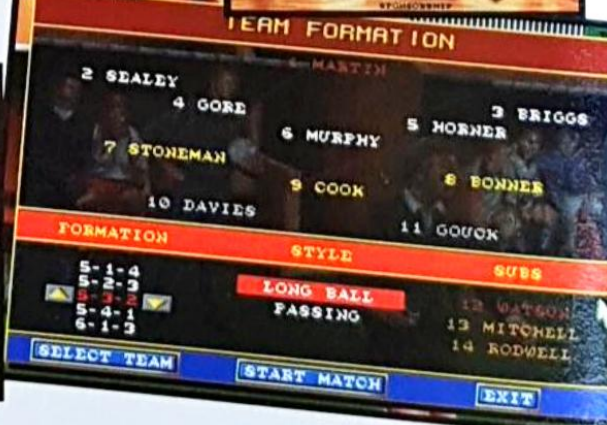 SPONSORSHIP
TEAM FORMATION
1 MARTIN
2 SEALEY
3 BRIGGS
4 GORE
5 HORNER
6 MURPHY
7 STONEMAN
9 COOK
8 BONNER
10 DAVIES
11 GOUCK
FORMATION STYLE SUBS
5-1-4
5-2-3
5-3-2
5-4-1
6-1-3
LONG BALL
PASSING
12 WATSON
13 MITCHELL
14 RODWELL
SELECT TEAM START MATCH EXIT